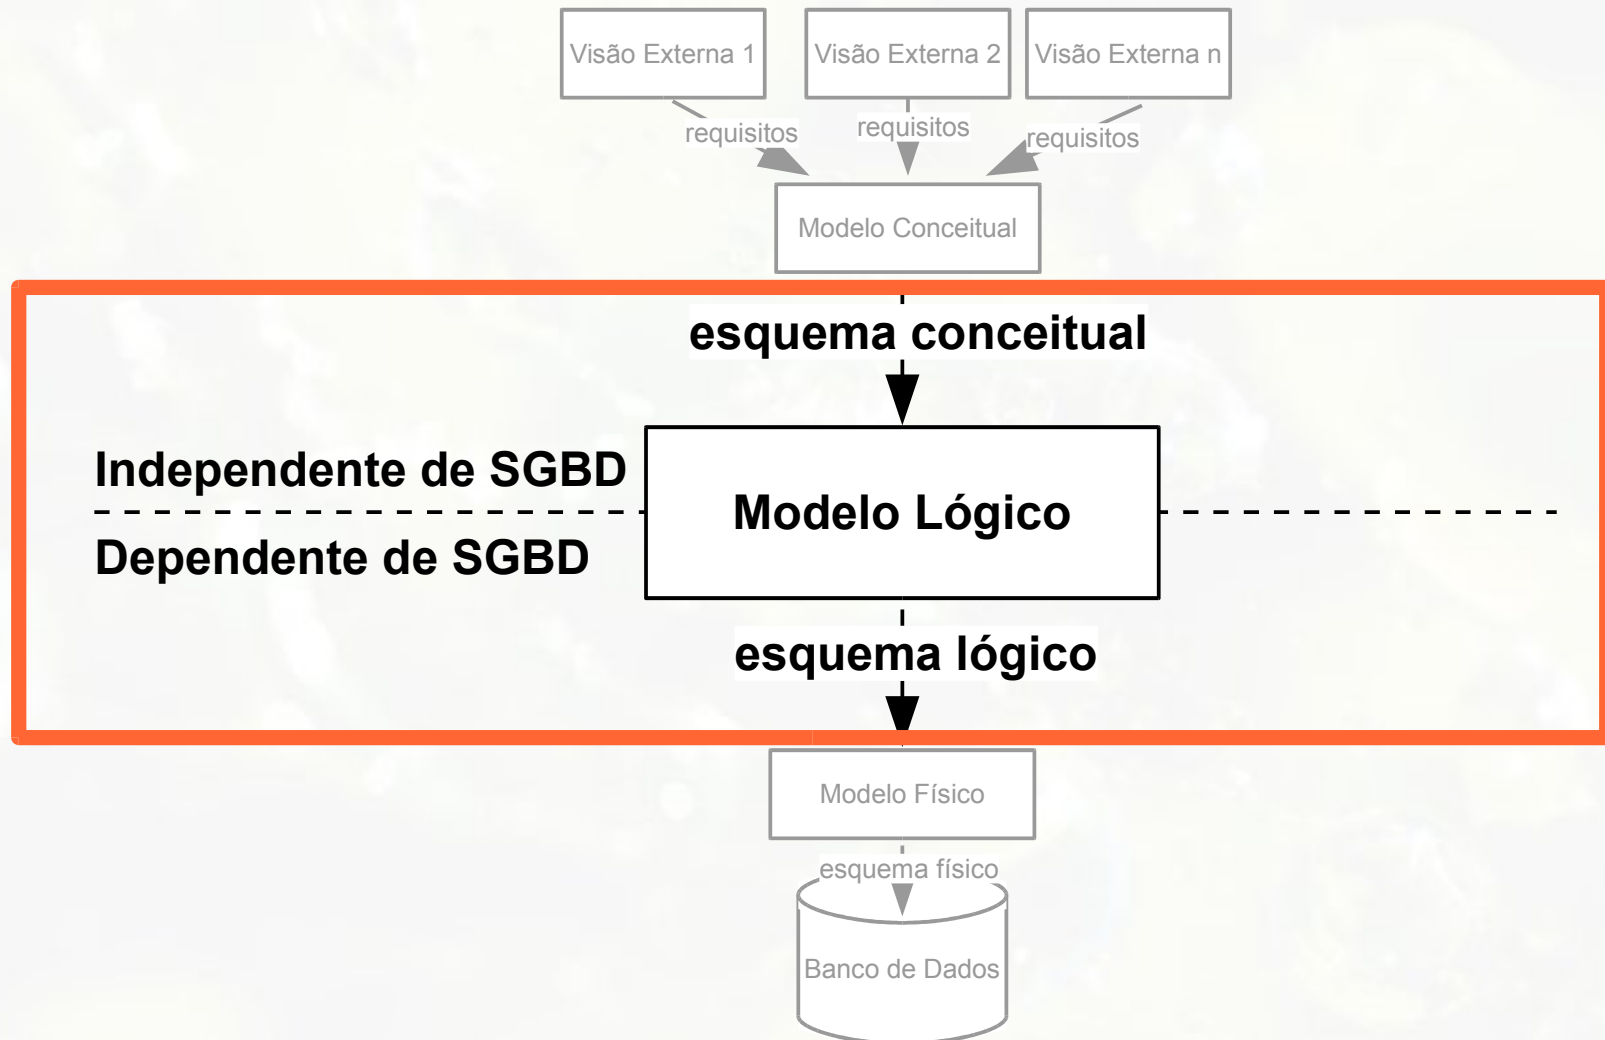 Visão Externa 1
Visão Externa 2
Visão Externa n
requisitos
requisitos
requisitos
Modelo Conceitual
esquema conceitual
Independente de SGBD
Modelo Lógico
Dependente de SGBD
esquema lógico
Modelo Físico
esquema físico
Banco de Dados